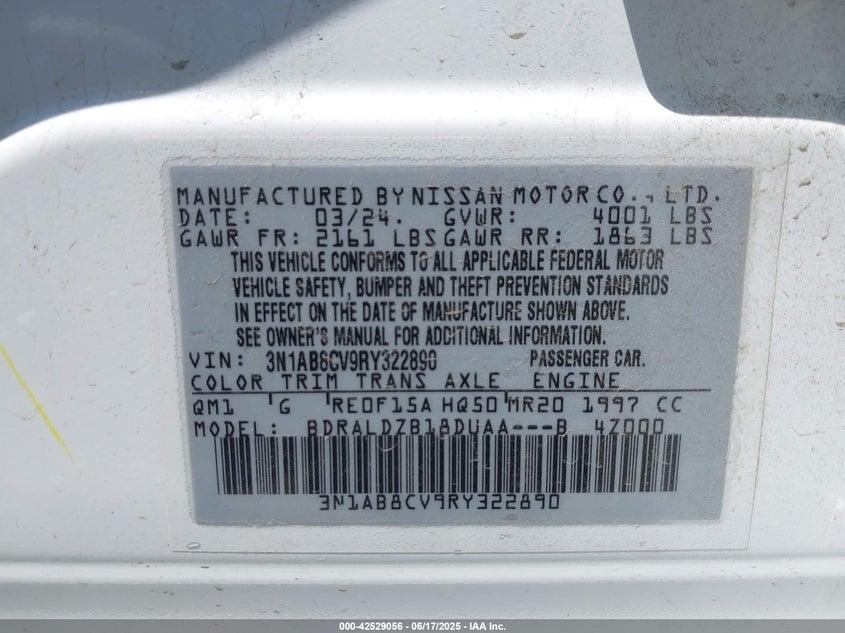 MANUFACTURED BY NISSAN MOTOR CO., LTD.
DATE: 03/24. GVWR: 4001 LBS
GAWR FR: 2161 LBS GAWR RR: 1863 LBS
THIS VEHICLE CONFORMS TO ALL APPLICABLE FEDERAL MOTOR
VEHICLE SAFETY, BUMPER AND THEFT PREVENTION STANDARDS
IN EFFECT ON THE DATE OF MANUFACTURE SHOWN ABOVE.
SEE OWNER'S MANUAL FOR ADDITIONAL INFORMATION.
VIN: 3N1AB8CV9RY322890 PASSENGER CAR.
COLOR TRIM TRANS AXLE ENGINE
QM1 G RE0F15A HQ50 MR20 1997 CC
MODEL: BDRALDZB18DUAA---B 4Z000
3N1AB8CV9RY322890
000-42529056 - 06/17/2025 - IAA Inc.